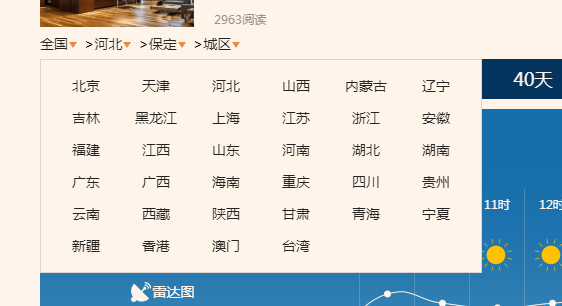 2963阅读
全国 >河北 >保定 >城区
北京 天津 河北 山西 内蒙古 辽宁
吉林 黑龙江 上海 江苏 浙江 安徽
福建 江西 山东 河南 湖北 湖南
广东 广西 海南 重庆 四川 贵州
云南 西藏 陕西 甘肃 青海 宁夏
新疆 香港 澳门 台湾
40天
11时 12时
雷达图